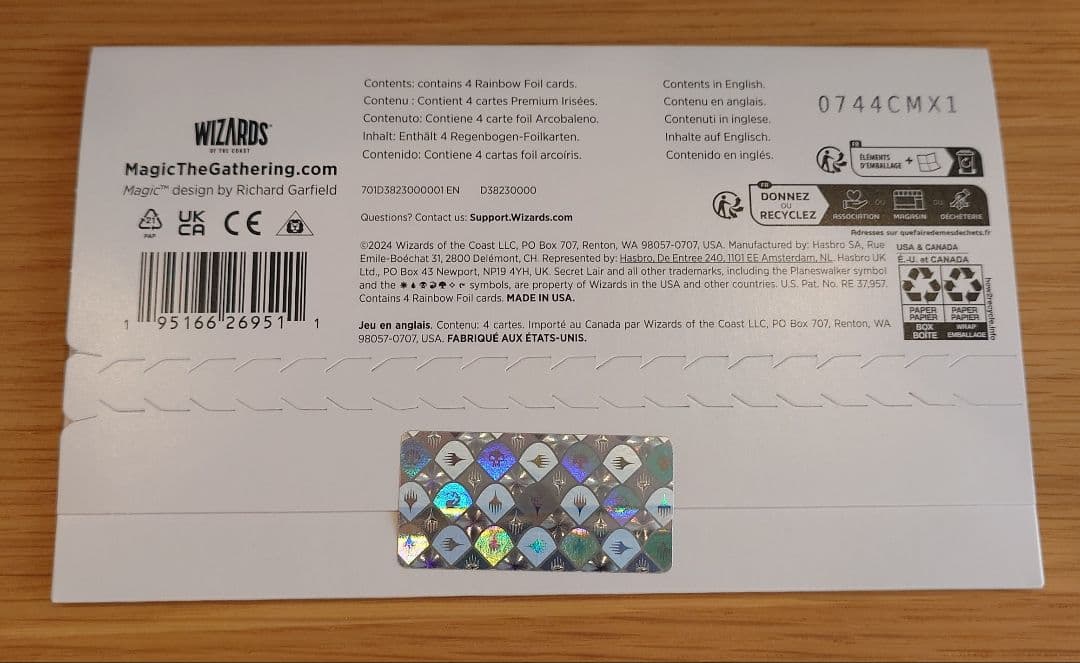 WIZARDS
OF THE COAST
MagicTheGathering.com
Magic™ design by Richard Garfield
21
PAP
UK
CA
CE
1 95166 26951 1
Contents: contains 4 Rainbow Foil cards.
Contenu : Contient 4 cartes Premium Irisées.
Contenuto: Contiene 4 carte foil Arcobaleno.
Inhalt: Enthält 4 Regenbogen-Foilkarten.
Contenido: Contiene 4 cartas foil arcoíris.
Contents in English.
Contenu en anglais.
Contenuti in inglese.
Inhalte auf Englisch.
Contenido en inglés.
0744CMX1
701D3823000001 EN D38230000
Questions? Contact us: Support.Wizards.com
FR
ÉLÉMENTS
D'EMBALLAGE +
FR
DONNEZ
OU
RECYCLEZ
ASSOCIATION OU MAGASIN OU DÉCHÈTERIE
Adresses sur quefairedemesdechets.fr
©2024 Wizards of the Coast LLC, PO Box 707, Renton, WA 98057-0707, USA. Manufactured by: Hasbro SA, Rue
Emile-Boéchat 31, 2800 Delémont, CH. Represented by: Hasbro, De Entree 240, 1101 EE Amsterdam, NL. Hasbro UK
Ltd., PO Box 43 Newport, NP19 4YH, UK. Secret Lair and all other trademarks, including the Planeswalker symbol
and the symbols, are property of Wizards in the USA and other countries. U.S. Pat. No. RE 37,957.
Contains 4 Rainbow Foil cards. MADE IN USA.
Jeu en anglais. Contenu: 4 cartes. Importé au Canada par Wizards of the Coast LLC, PO Box 707, Renton, WA
98057-0707, USA. FABRIQUÉ AUX ÉTATS-UNIS.
USA & CANADA
É.-U. et CANADA
PAPER
PAPIER
BOX
BOÎTE
PAPER
PAPIER
WRAP
EMBALLAGE
how2recycle.info